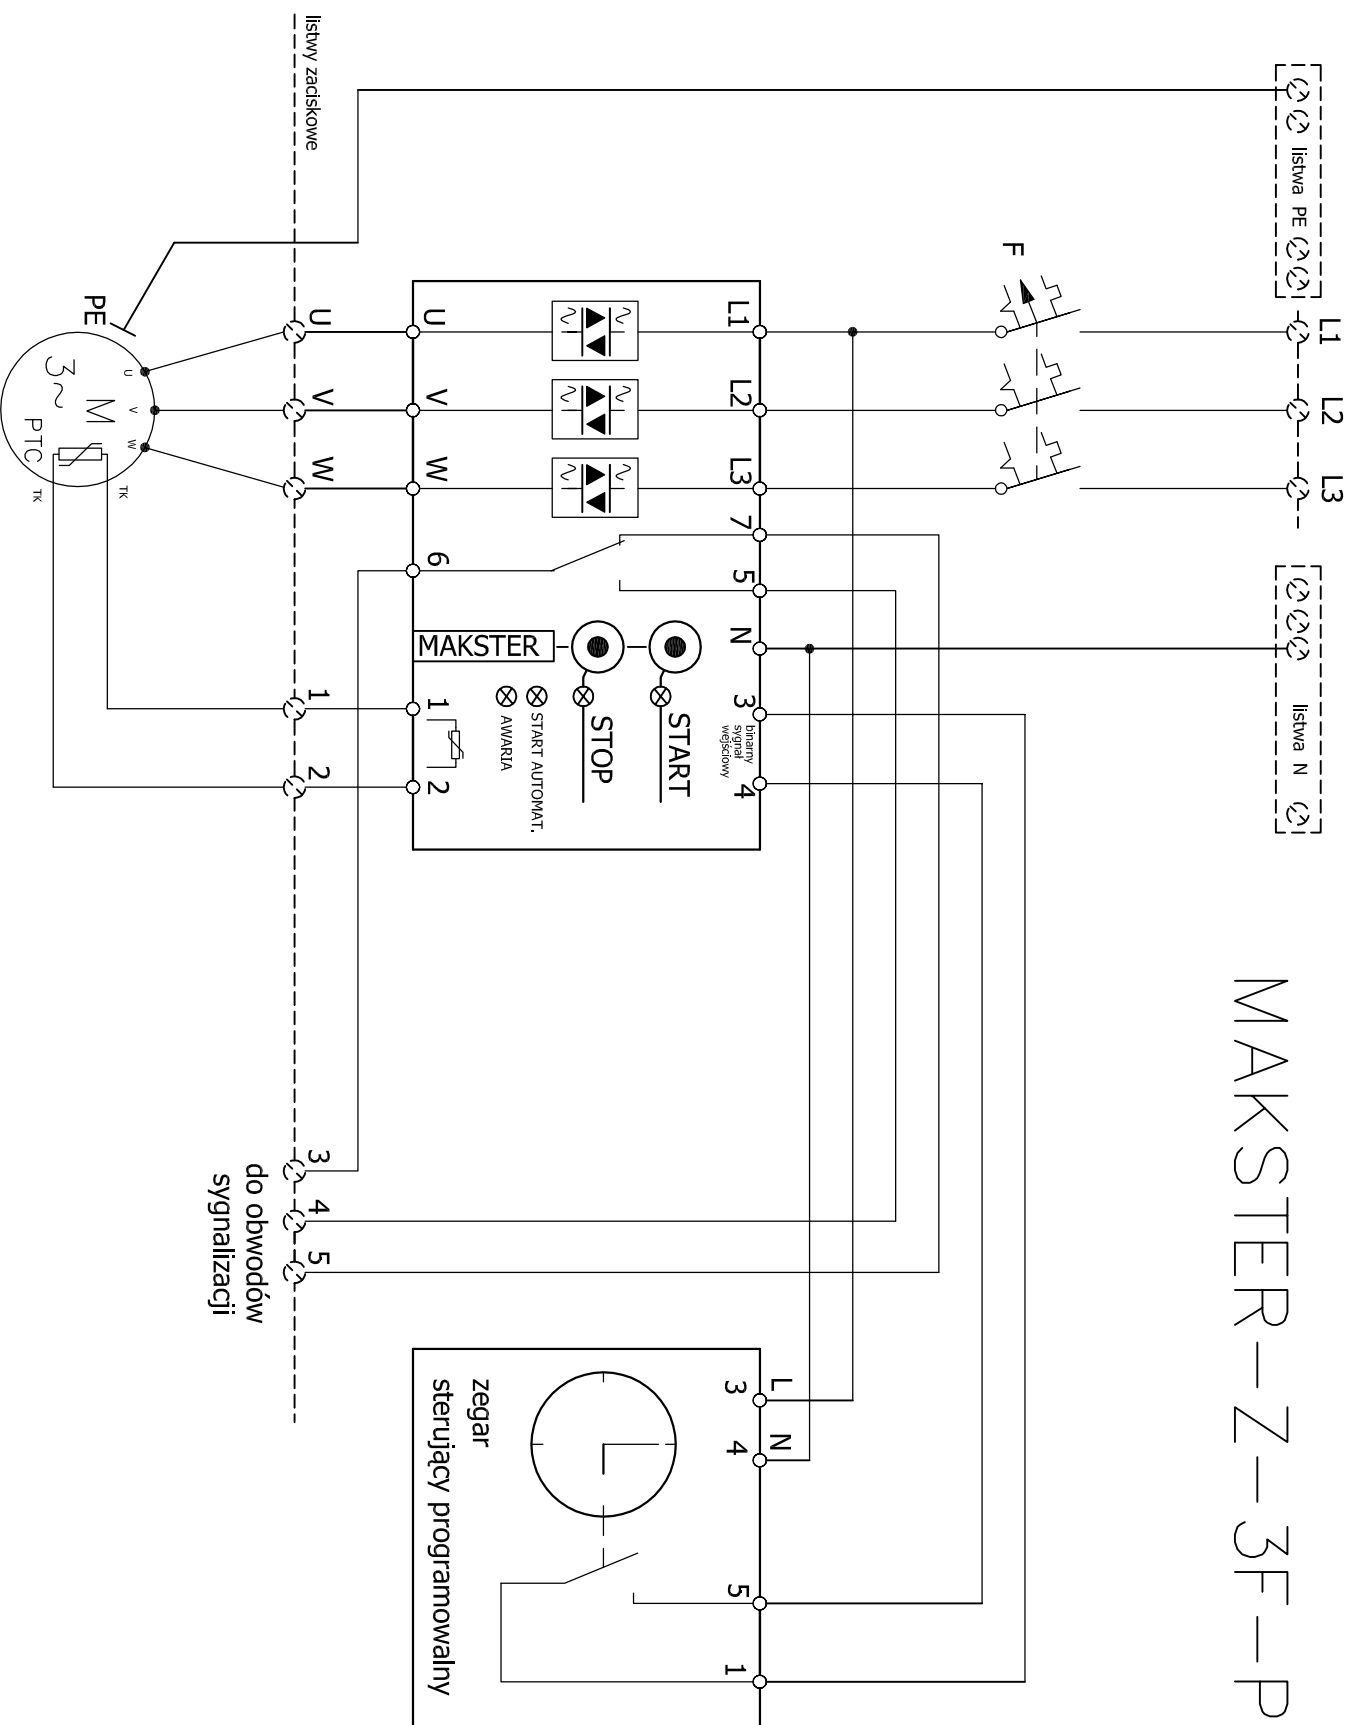 MAKSTER-Z-3F-P
listwa PE
L1 L2 L3
listwa N
F
L1 L2 L3 7 5 N 3 4
binarny
sygnał
wejściowy
START
STOP
START AUTOMAT.
AWARIA
MAKSTER
U V W 6 1 2
U V W 1 2 3 4 5
listwy zaciskowe
do obwodów
sygnalizacji
PE
U V W
M
3~
PTC
TK
TK
L N
3 4 5 1
zegar
sterujący programowalny